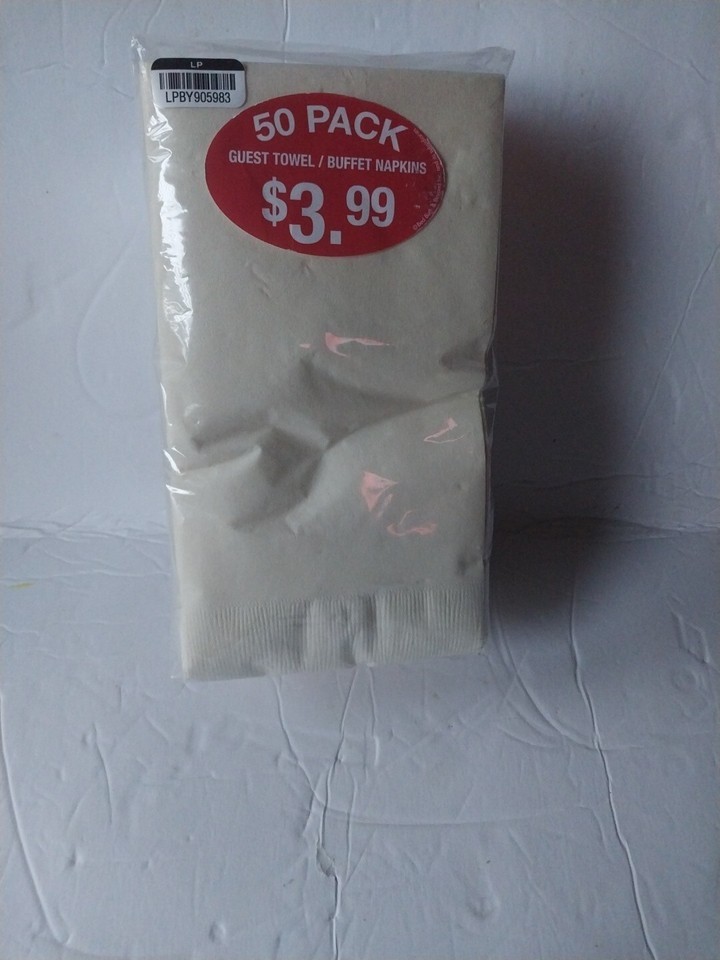 LP
LPBY905983
50 PACK
GUEST TOWEL / BUFFET NAPKINS
$3.99